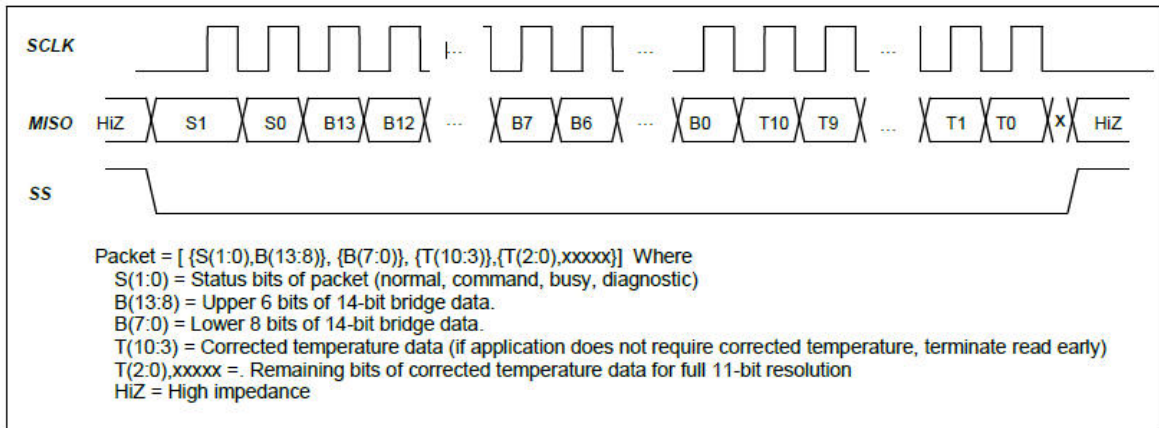 SCLK
... ... ...
MISO HiZ S1 S0 B13 B12 ... B7 B6 ... B0 T10 T9 ... T1 T0 X HiZ
SS
Packet = [ {S(1:0),B(13:8)}, {B(7:0)}, {T(10:3)},{T(2:0),xxxxx}] Where
S(1:0) = Status bits of packet (normal, command, busy, diagnostic)
B(13:8) = Upper 6 bits of 14-bit bridge data.
B(7:0) = Lower 8 bits of 14-bit bridge data.
T(10:3) = Corrected temperature data (if application does not require corrected temperature, terminate read early)
T(2:0),xxxxx =. Remaining bits of corrected temperature data for full 11-bit resolution
HiZ = High impedance